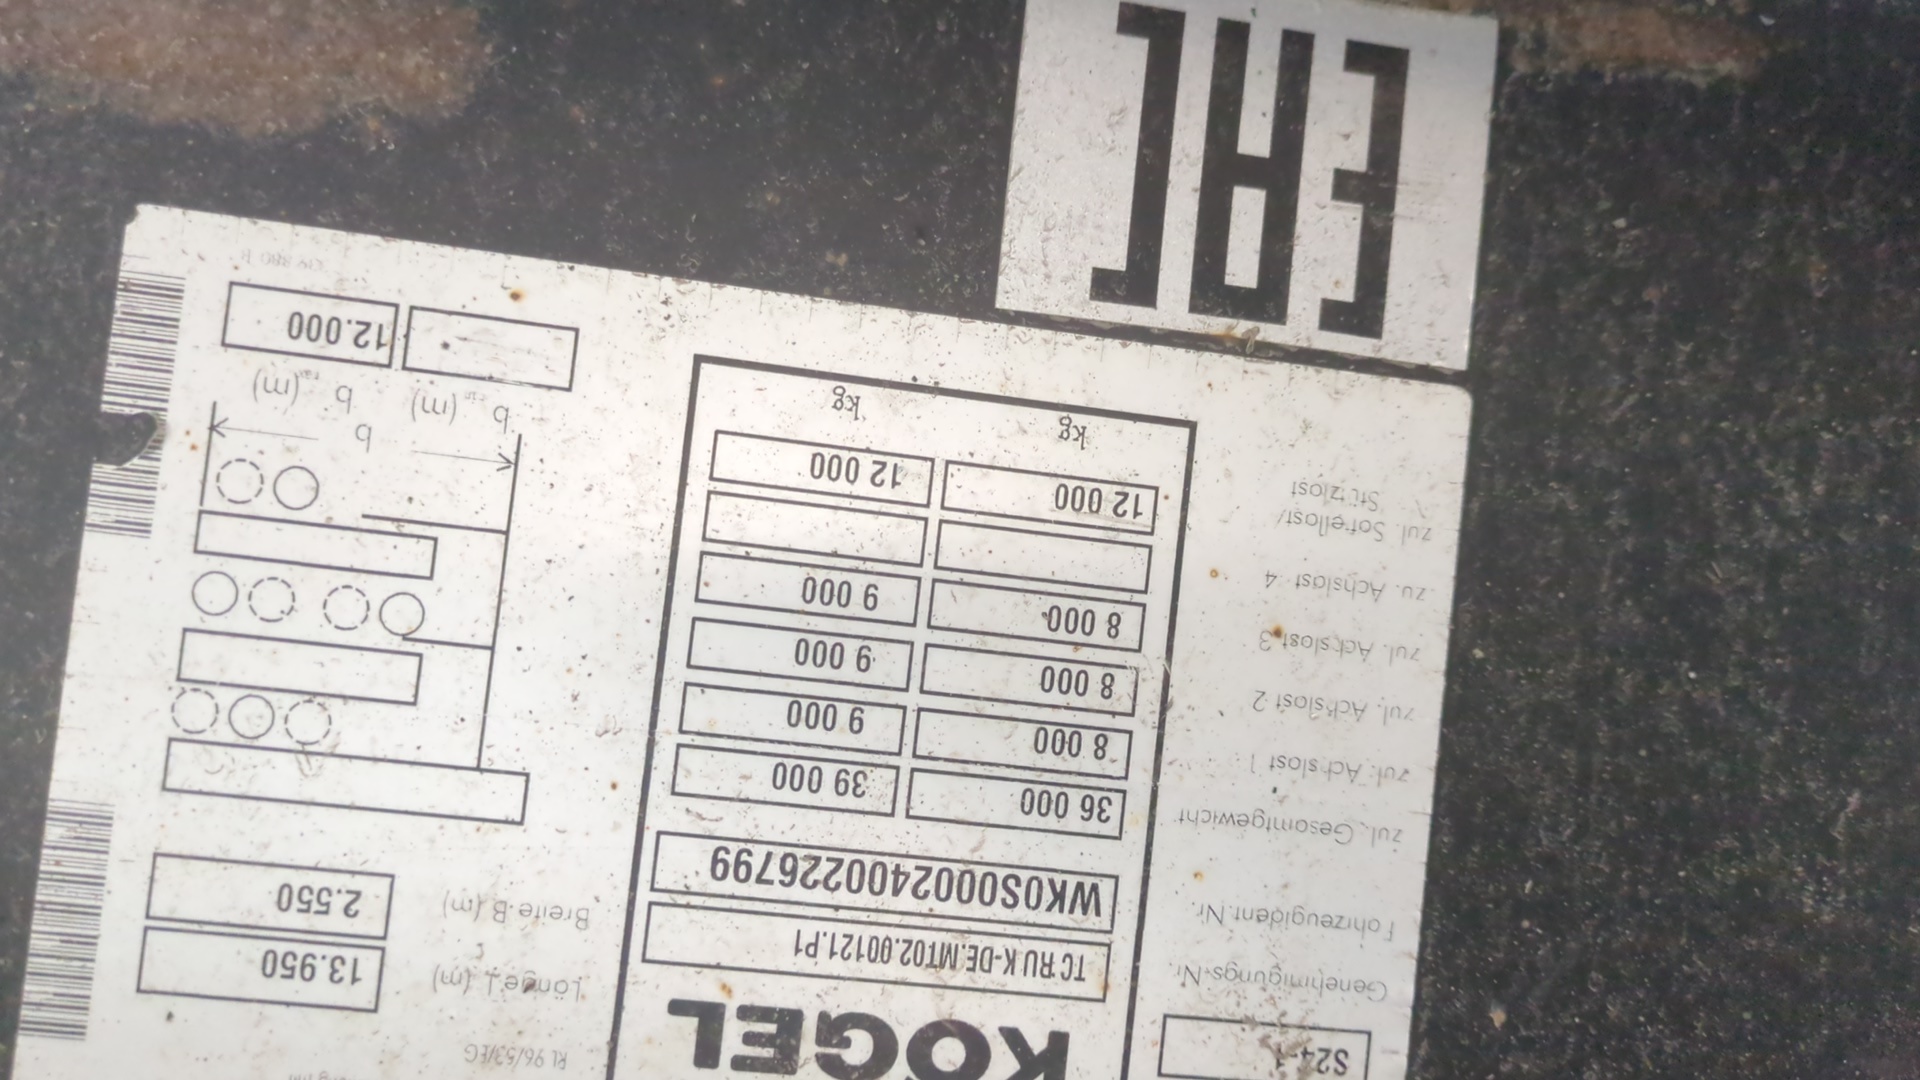 S24-1
KÖGEL
RL 96/53/EG
Genehmigungs-Nr.
TC RU K-DE.MT02.00121.P1
Länge L (m)
13.950
Fahrzeugident.Nr.
WK0S0002400226799
Breite B (m)
2.550
zul. Gesamtgewicht
36 000
39 000
zul. Achslast 1
8 000
9 000
zul. Achslast 2
8 000
9 000
zul. Achslast 3
8 000
9 000
zu. Achslast 4
zul. Sattellast/
Stützlast
12 000
12 000
kg
kg
b
b (m)
b (m)
12.000
EAC